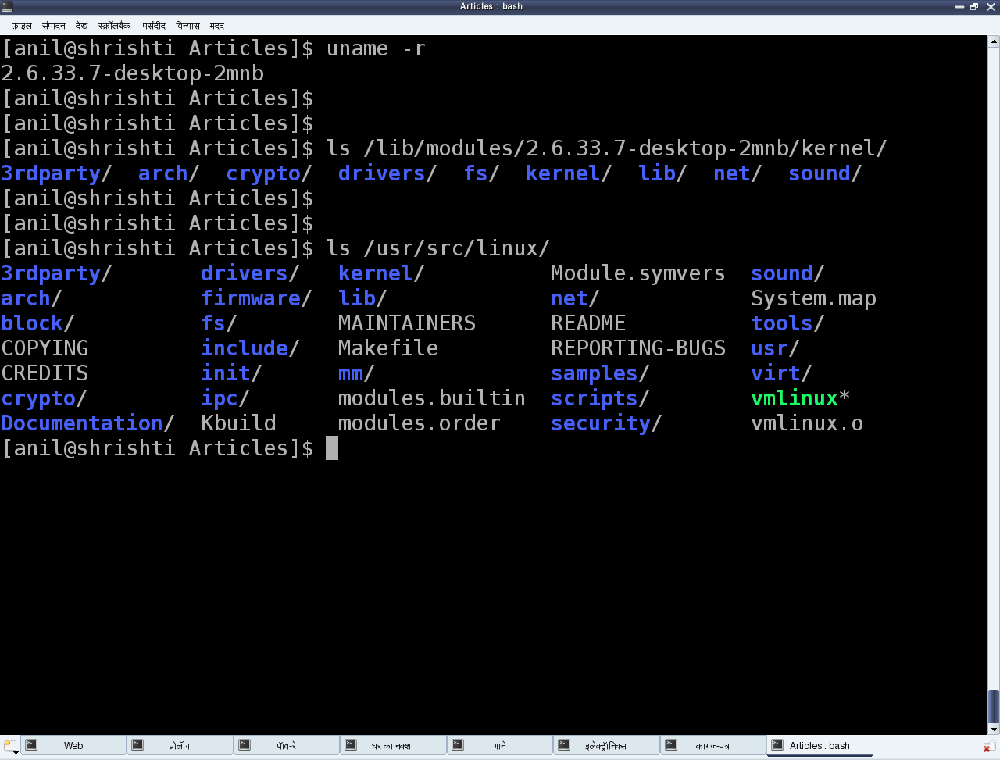 Articles : bash
फ़ाइल संपादन देख स्क्रॉलबैक पसंदीद विन्यास मदद
[anil@shrishti Articles]$ uname -r
2.6.33.7-desktop-2mnb
[anil@shrishti Articles]$
[anil@shrishti Articles]$
[anil@shrishti Articles]$ ls /lib/modules/2.6.33.7-desktop-2mnb/kernel/
3rdparty/ arch/ crypto/ drivers/ fs/ kernel/ lib/ net/ sound/
[anil@shrishti Articles]$
[anil@shrishti Articles]$
[anil@shrishti Articles]$ ls /usr/src/linux/
3rdparty/ drivers/ kernel/ Module.symvers sound/
arch/ firmware/ lib/ net/ System.map
block/ fs/ MAINTAINERS README tools/
COPYING include/ Makefile REPORTING-BUGS usr/
CREDITS init/ mm/ samples/ virt/
crypto/ ipc/ modules.builtin scripts/ vmlinux*
Documentation/ Kbuild modules.order security/ vmlinux.o
[anil@shrishti Articles]$
Web प्रोलॉग पॅाव-रे घर का नक्शा गाने इलेक्ट्रॅानिक्स कागज-पत्र Articles : bash